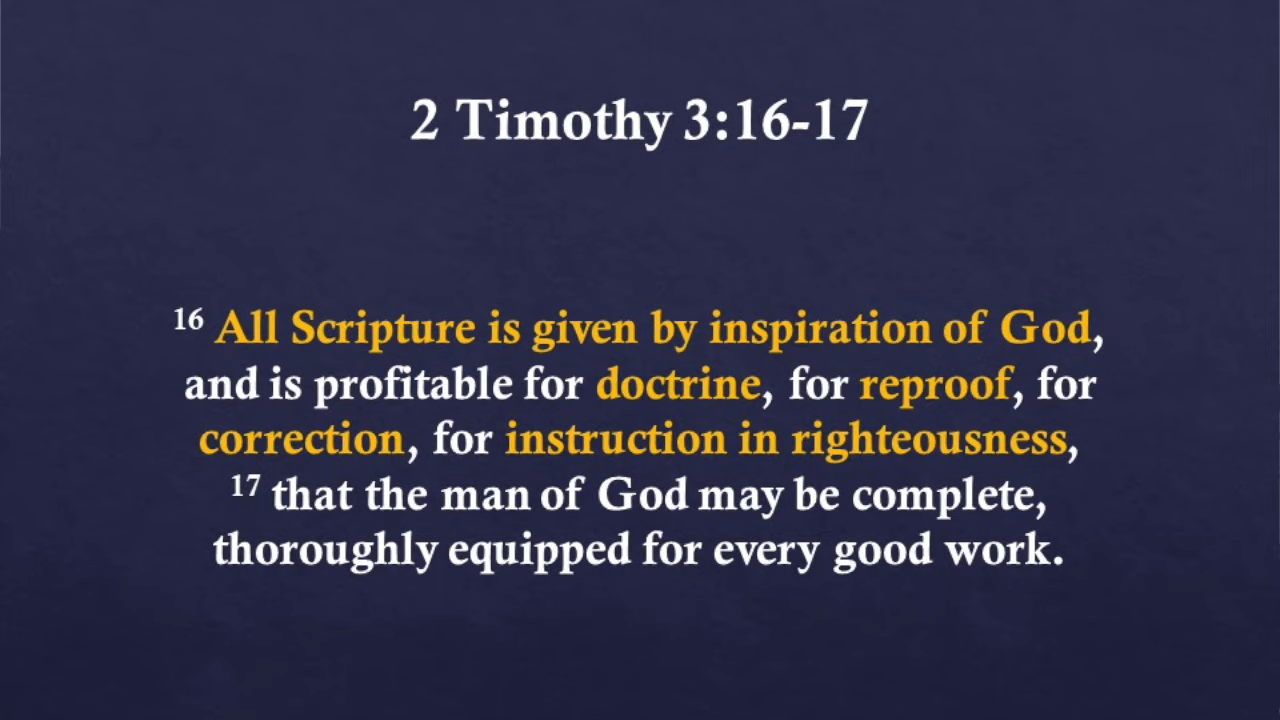 2 Timothy 3:16-17
16 All Scripture is given by inspiration of God,
and is profitable for doctrine, for reproof, for
correction, for instruction in righteousness,
17 that the man of God may be complete,
thoroughly equipped for every good work.